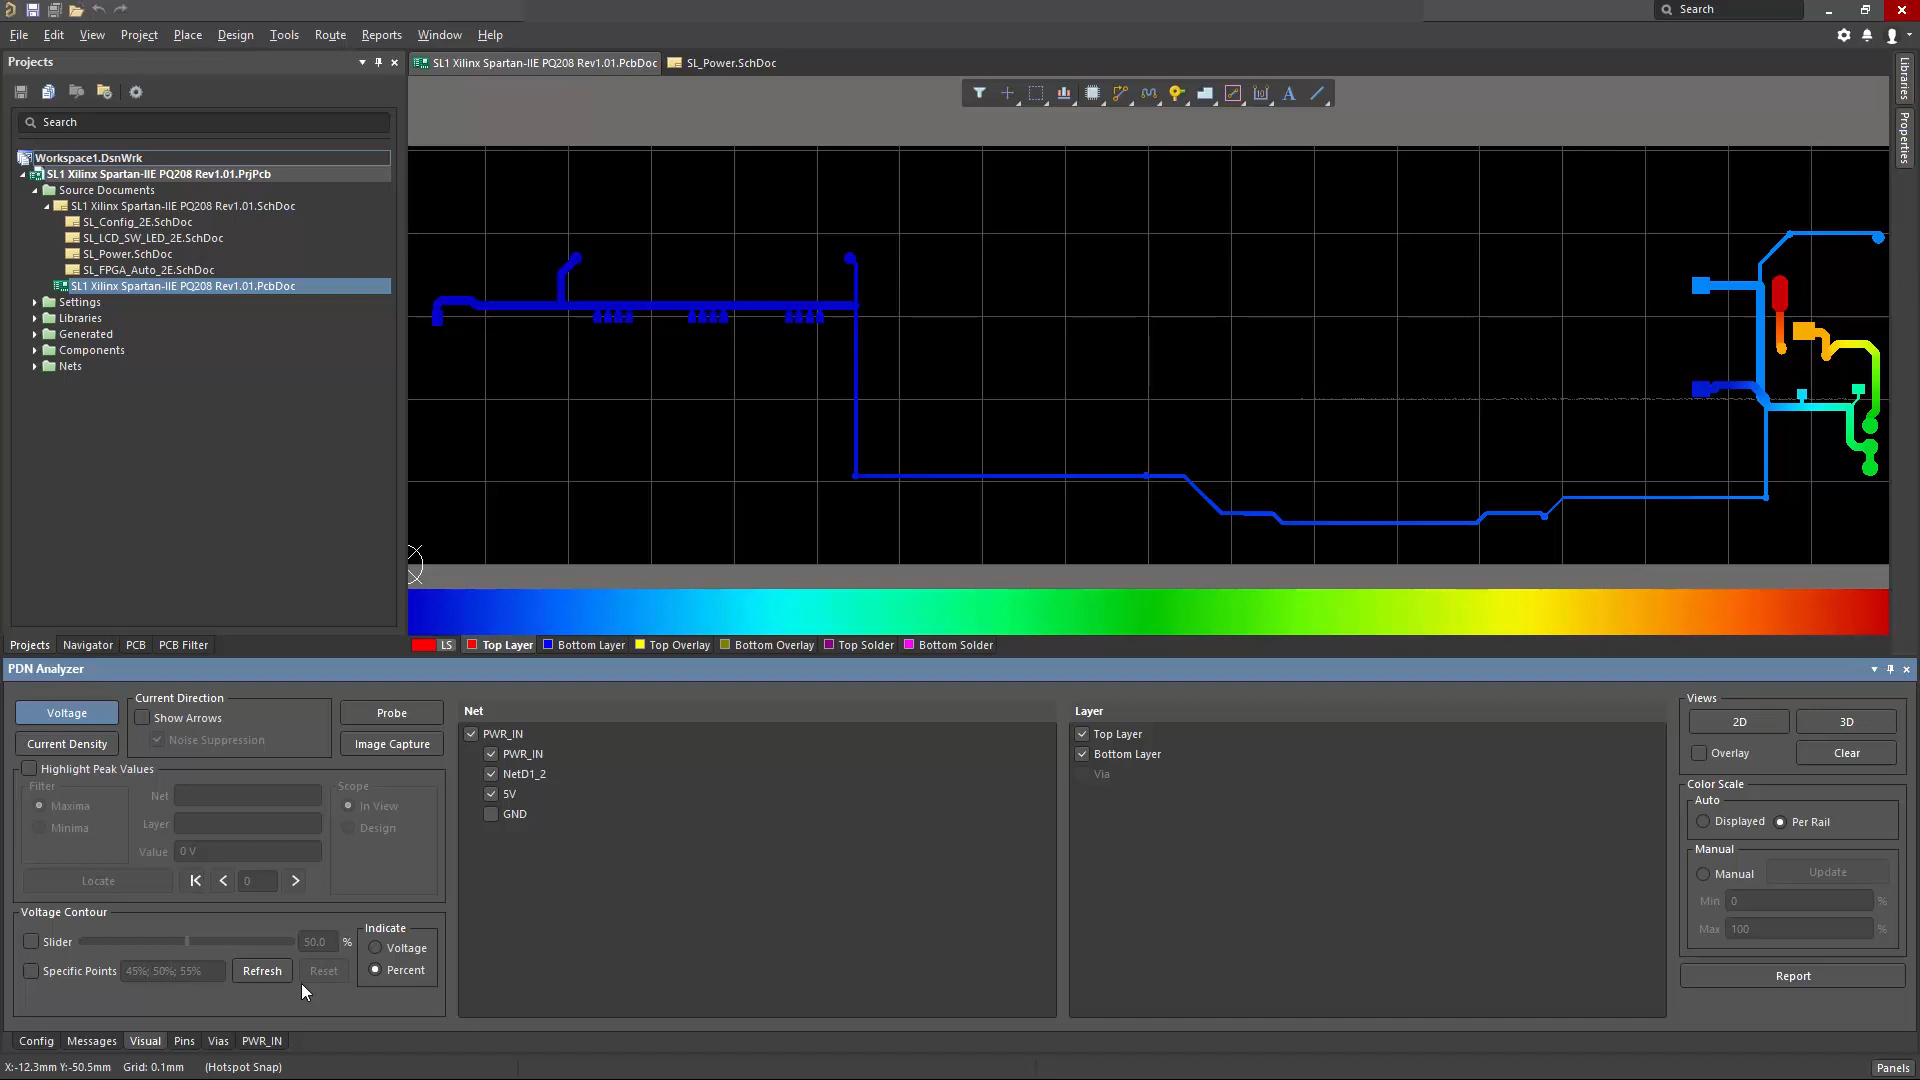 Search
File Edit View Project Place Design Tools Route Reports Window Help
Projects
SL1 Xilinx Spartan-IIE PQ208 Rev1.01.PcbDoc
SL_Power.SchDoc
Libraries
Properties
Search
Workspace1.DsnWrk
SL1 Xilinx Spartan-IIE PQ208 Rev1.01.PrjPcb
Source Documents
SL1 Xilinx Spartan-IIE PQ208 Rev1.01.SchDoc
SL_Config_2E.SchDoc
SL_LCD_SW_LED_2E.SchDoc
SL_Power.SchDoc
SL_FPGA_Auto_2E.SchDoc
SL1 Xilinx Spartan-IIE PQ208 Rev1.01.PcbDoc
Settings
Libraries
Generated
Components
Nets
Projects Navigator PCB PCB Filter
LS Top Layer Bottom Layer Top Overlay Bottom Overlay Top Solder Bottom Solder
PDN Analyzer
Voltage
Current Density
Current Direction
Show Arrows
Noise Suppression
Probe
Image Capture
Highlight Peak Values
Filter
Maxima
Minima
Net
Layer
Value 0 V
Scope
In View
Design
Locate
0
Voltage Contour
Slider 50.0 %
Specific Points 45%; 50%; 55% Refresh Reset
Indicate
Voltage
Percent
Net
PWR_IN
PWR_IN
NetD1_2
5V
GND
Layer
Top Layer
Bottom Layer
Via
Views
2D 3D
Overlay Clear
Color Scale
Auto
Displayed Per Rail
Manual
Manual Update
Min 0 %
Max 100 %
Report
Config Messages Visual Pins Vias PWR_IN
X:-12.3mm Y:-50.5mm Grid: 0.1mm (Hotspot Snap)
Panels